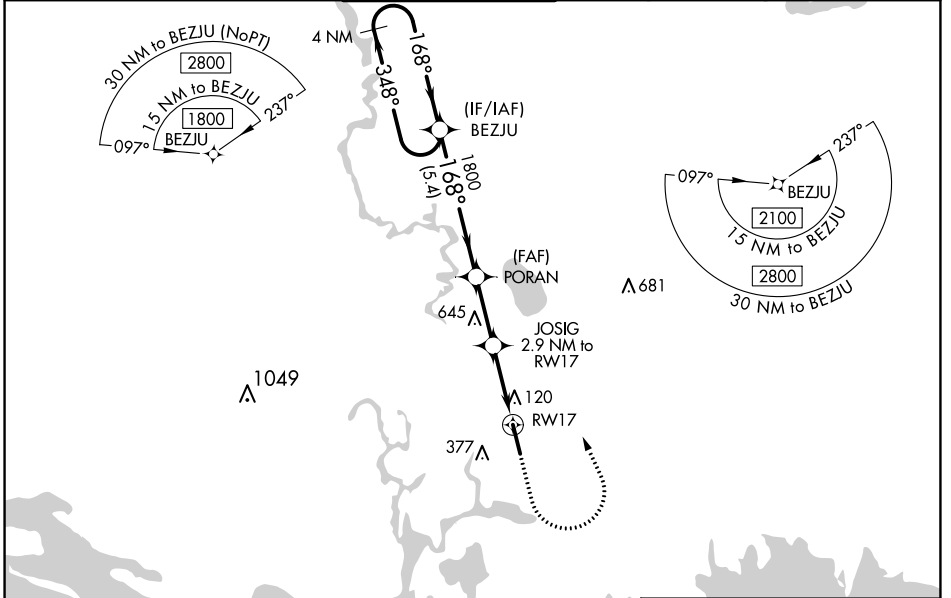 30 NM to BEZJU (NoPT)
2800
15 NM to BEZJU
1800
BEZJU
097°
237°
4 NM
168°
348°
(IF/IAF)
BEZJU
1800
168°
(5.4)
(FAF)
PORAN
645
JOSIG
2.9 NM to
RW17
681
1049
120
RW17
377
097°
237°
BEZJU
2100
15 NM to BEZJU
2800
30 NM to BEZJU